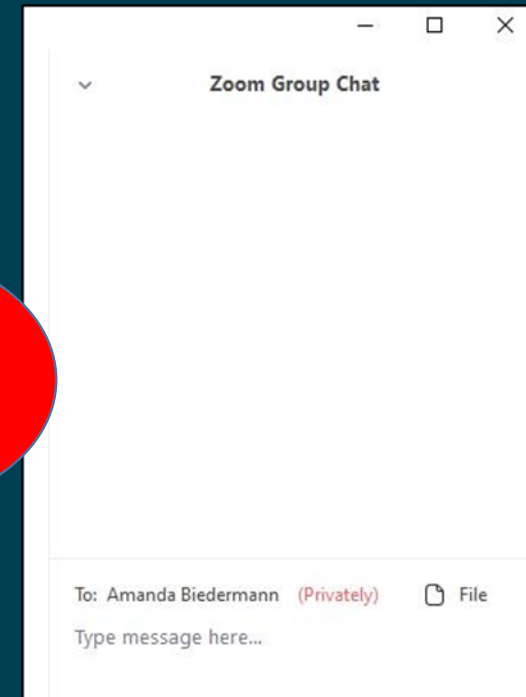 Zoom Group Chat
To: Amanda Biedermann (Privately) File
Type message here...